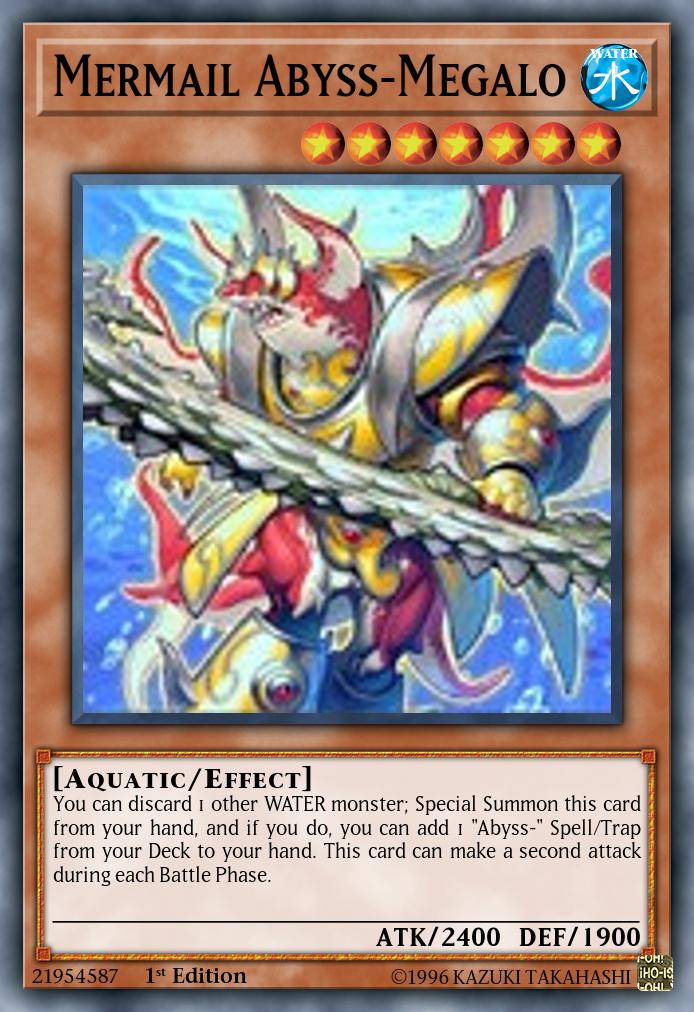 MERMAIL ABYSS-MEGALO
WATER
水
[AQUATIC/EFFECT]
You can discard 1 other WATER monster; Special Summon this card
from your hand, and if you do, you can add 1 "Abyss-" Spell/Trap
from your Deck to your hand. This card can make a second attack
during each Battle Phase.
ATK/2400 DEF/1900
21954587 1st Edition ©1996 KAZUKI TAKAHASHI